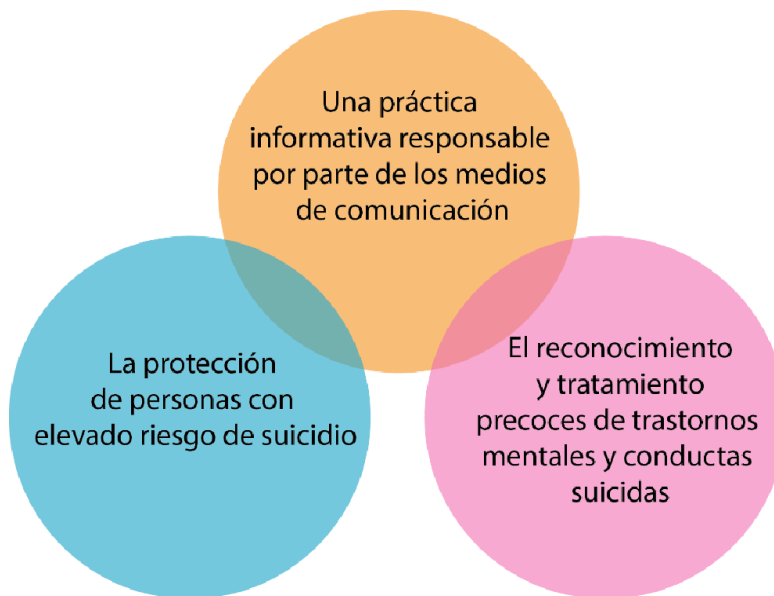 Una práctica
informativa responsable
por parte de los medios
de comunicación
La protección
de personas con
elevado riesgo de suicidio
El reconocimiento
y tratamiento
precoces de trastornos
mentales y conductas
suicidas